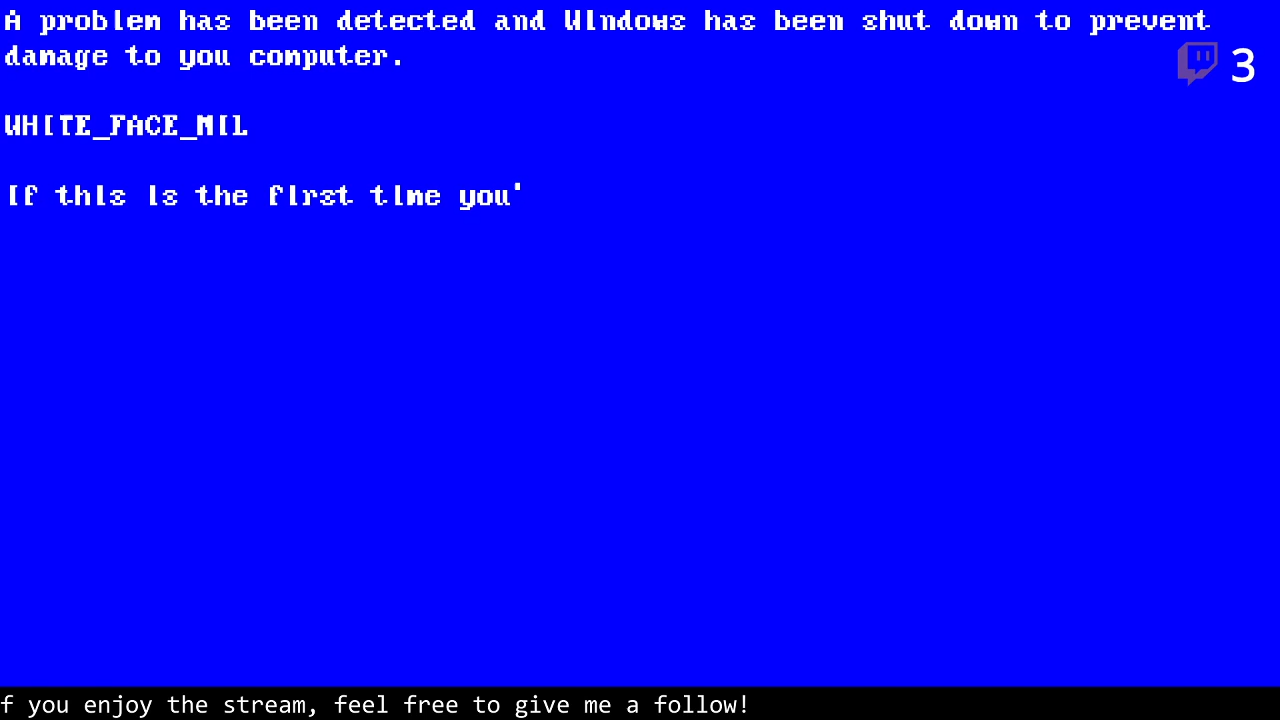 A problem has been detected and Windows has been shut down to prevent
damage to you computer.
3
WHITE_FACE_MIL
If this is the first time you'
f you enjoy the stream, feel free to give me a follow!